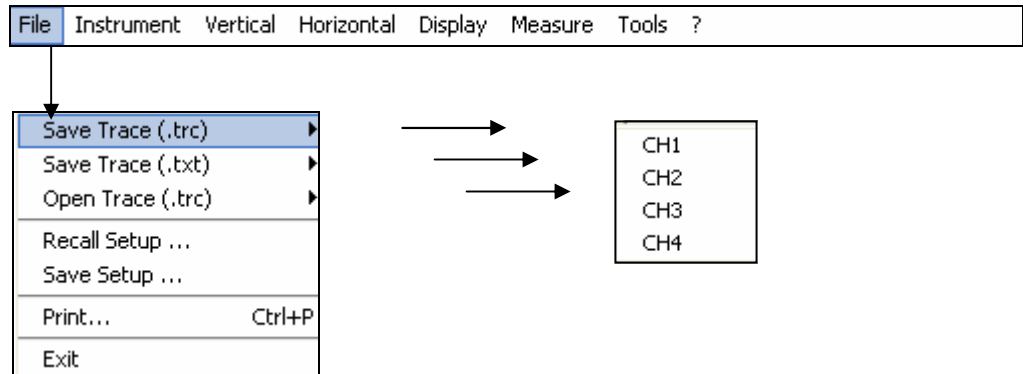 File Instrument Vertical Horizontal Display Measure Tools ?
Save Trace (.trc)
Save Trace (.txt)
Open Trace (.trc)
Recall Setup ...
Save Setup ...
Print... Ctrl+P
Exit
CH1
CH2
CH3
CH4